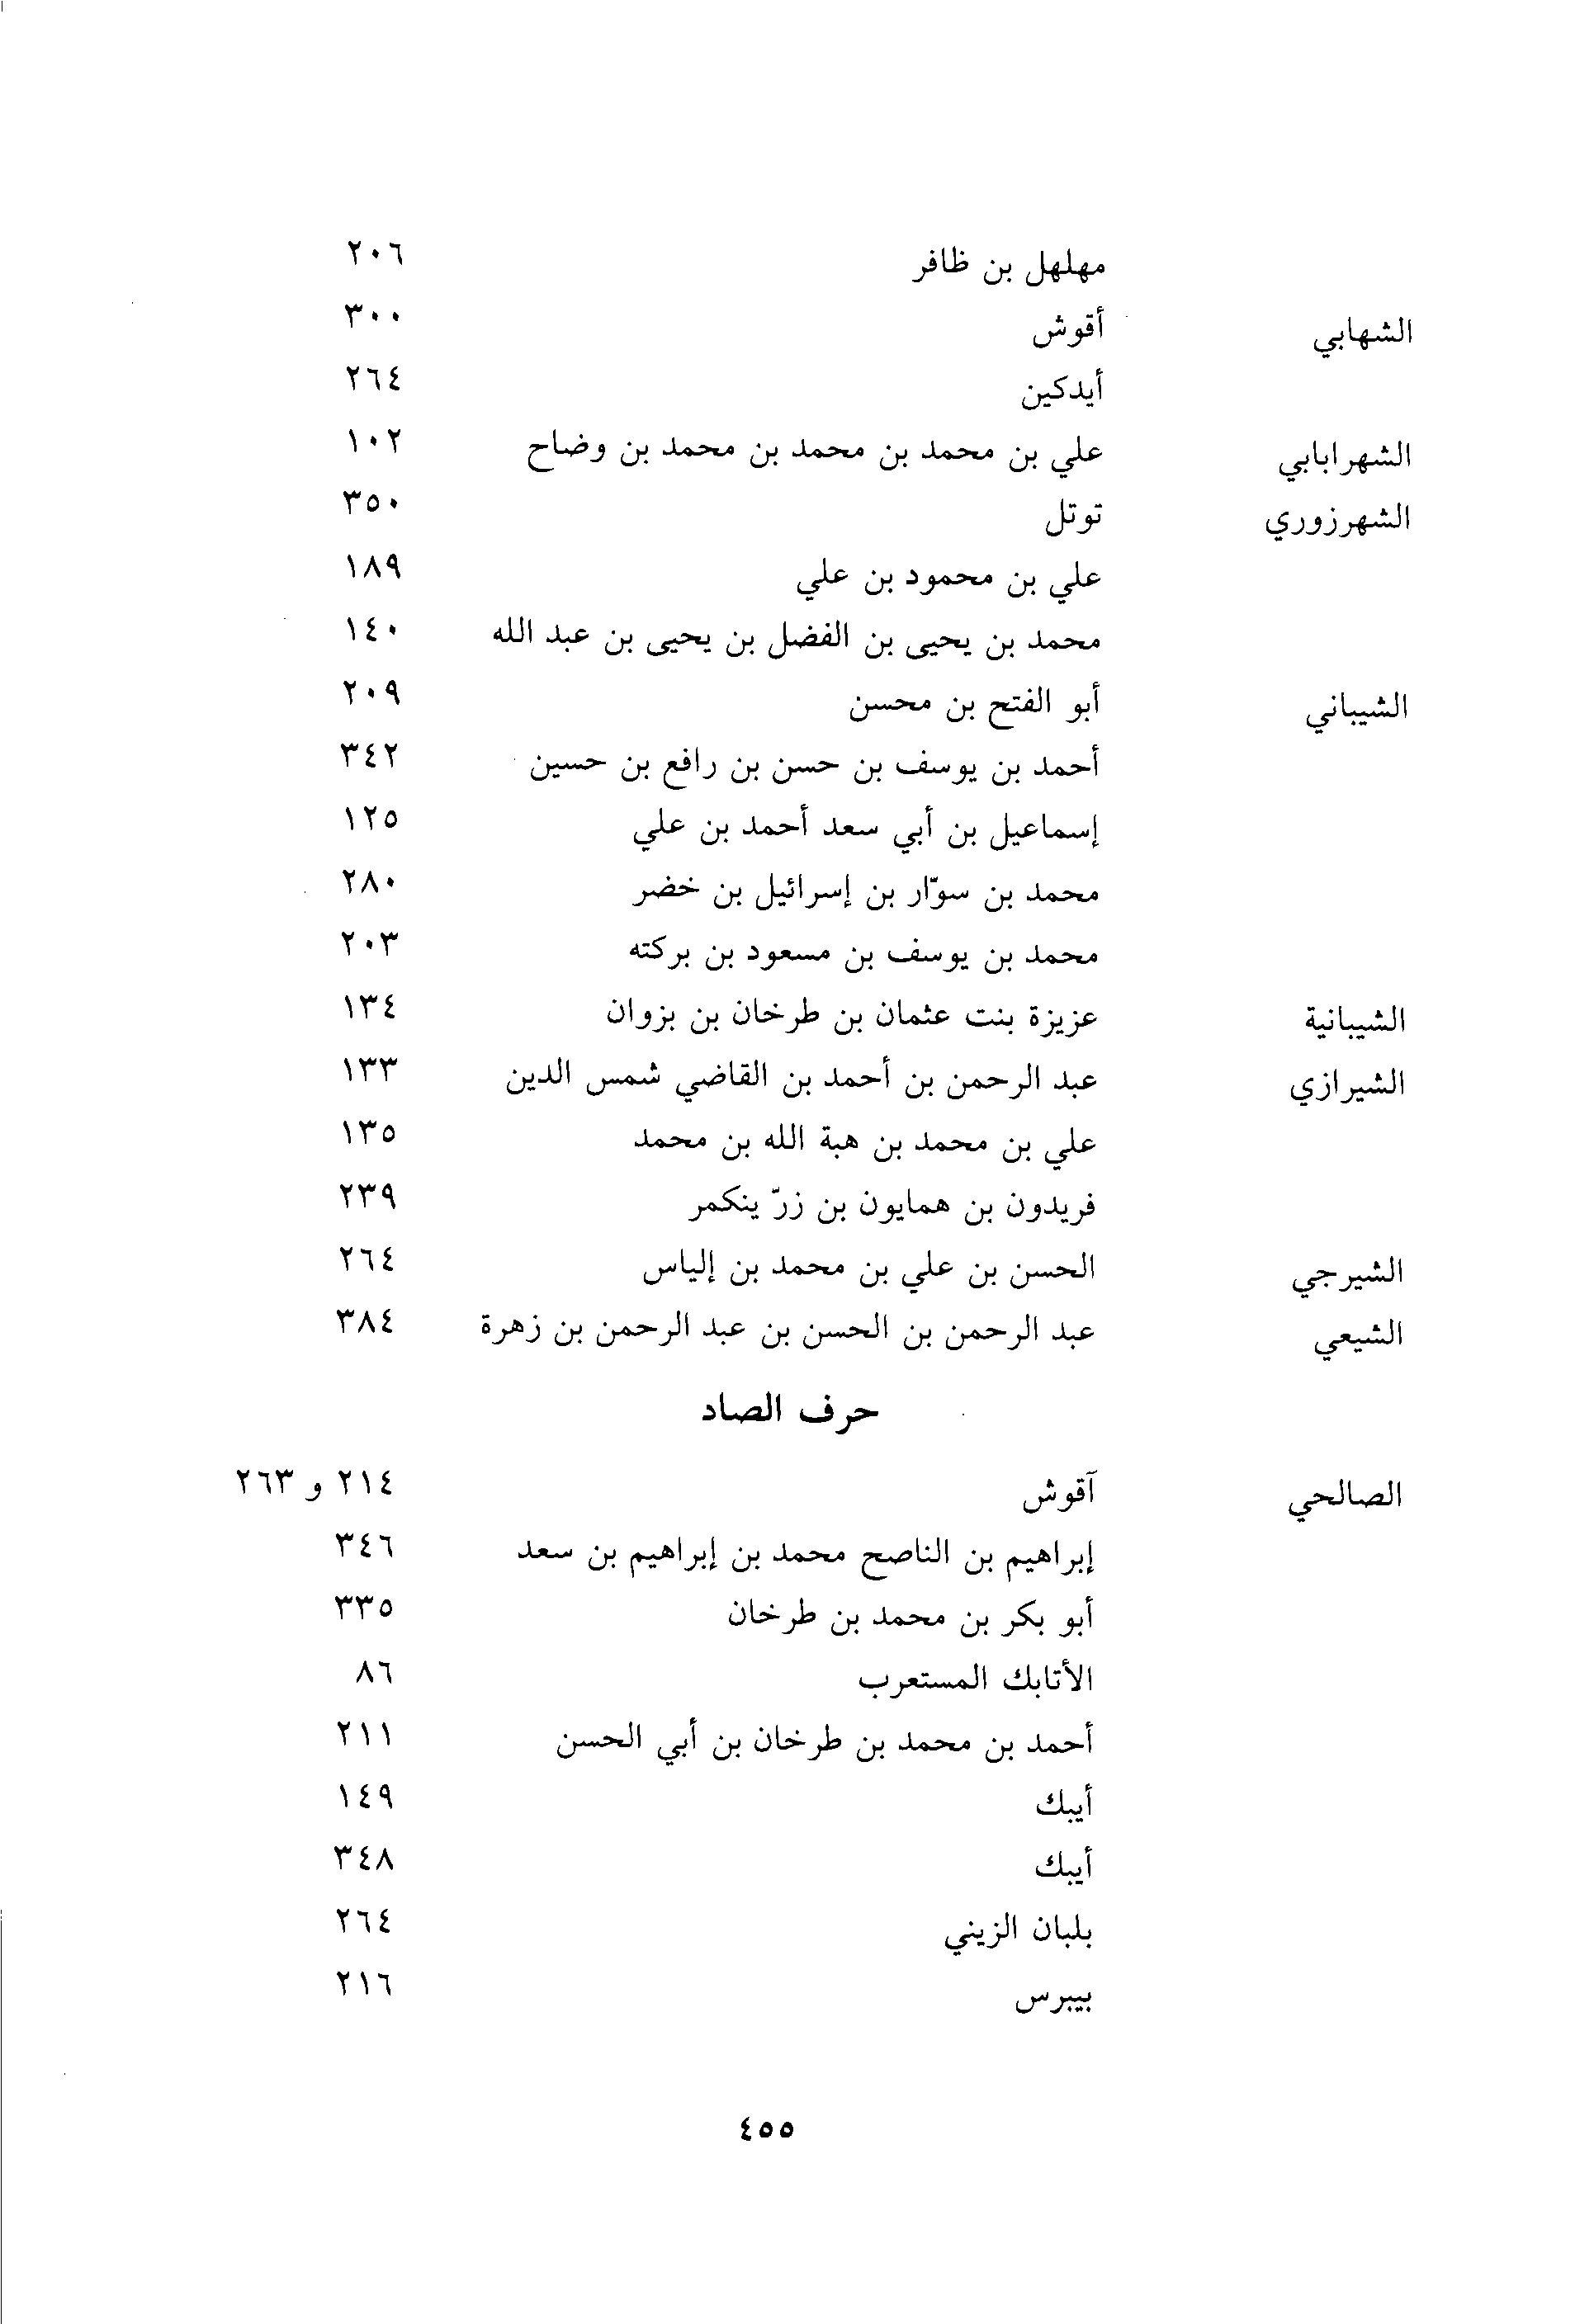 مهلهل بن ظافر ٢٠٦
الشهابي أقوش ٣٠٠
أيدكين ٢٦٤
الشهرابابي علي بن محمد بن محمد بن محمد بن وضاح ١٠٢
الشهرزوري توتل ٣٥٠
علي بن محمود بن علي ١٨٩
محمد بن يحيى بن الفضل بن يحيى بن عبد الله ١٤٠
الشيباني أبو الفتح بن محسن ٢٠٩
أحمد بن يوسف بن حسن بن رافع بن حسين ٣٤٢
إسماعيل بن أبي سعد أحمد بن علي ١٢٥
محمد بن سوّار بن إسرائيل بن خضر ٢٨٠
محمد بن يوسف بن مسعود بن بركته ٢٠٣
الشيبانية عزيزة بنت عثمان بن طرخان بن بزوان ١٣٤
الشيرازي عبد الرحمن بن أحمد بن القاضي شمس الدين ١٣٣
علي بن محمد بن هبة الله بن محمد ١٣٥
فريدون بن همايون بن زرّ ينكمر ٢٣٩
الشيرجي الحسن بن علي بن محمد بن إلياس ٢٦٤
الشيعي عبد الرحمن بن الحسن بن عبد الرحمن بن زهرة ٣٨٤
حرف الصاد
الصالحي آقوش ٢١٤ و ٢٦٣
إبراهيم بن الناصح محمد بن إبراهيم بن سعد ٣٤٦
أبو بكر بن محمد بن طرخان ٣٣٥
الأتابك المستعرب ٨٦
أحمد بن محمد بن طرخان بن أبي الحسن ٢١١
أيبك ١٤٩
أيبك ٣٤٨
بلبان الزيني ٢٦٤
بيبرس ٢١٦
٤٥٥